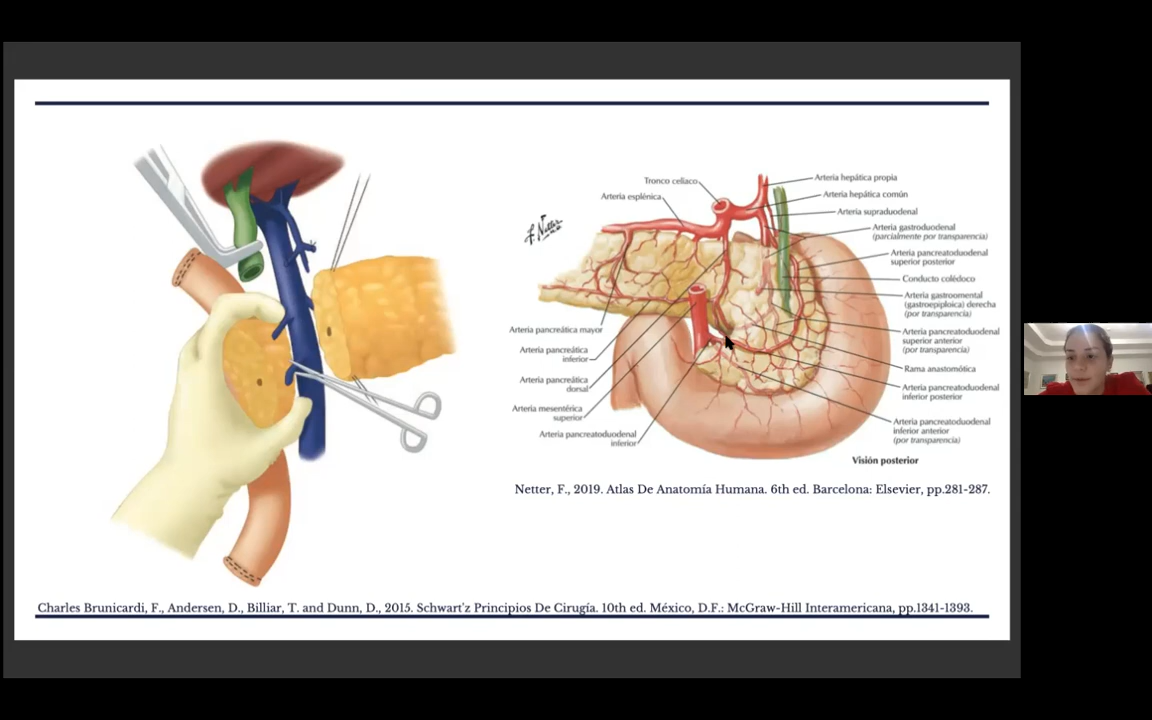 F. Netter
Tronco celíaco
Arteria esplénica
Arteria pancreática mayor
Arteria pancreática
inferior
Arteria pancreática
dorsal
Arteria mesentérica
superior
Arteria pancreatoduodenal
inferior
Arteria hepática propia
Arteria hepática común
Arteria supraduodenal
Arteria gastroduodenal
(parcialmente por transparencia)
Arteria pancreatoduodenal
superior posterior
Conducto colédoco
Arteria gastroomental
(gastroepiploica) derecha
(por transparencia)
Arteria pancreatoduodenal
superior anterior
(por transparencia)
Rama anastomótica
Arteria pancreatoduodenal
inferior posterior
Arteria pancreatoduodenal
inferior anterior
(por transparencia)
Visión posterior
Netter, F., 2019. Atlas De Anatomía Humana. 6th ed. Barcelona: Elsevier, pp.281-287.
Charles Brunicardi, F., Andersen, D., Billiar, T. and Dunn, D., 2015. Schwart'z Principios De Cirugía. 10th ed. México, D.F.: McGraw-Hill Interamericana, pp.1341-1393.